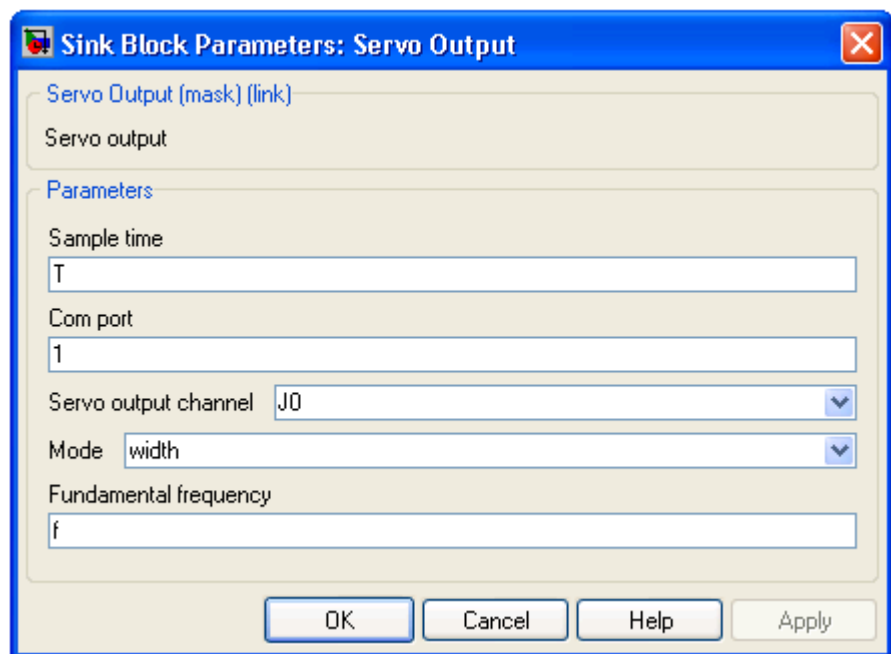 Sink Block Parameters: Servo Output
Servo Output (mask) (link)
Servo output
Parameters
Sample time
T
Com port
1
Servo output channel J0
Mode width
Fundamental frequency
f
OK Cancel Help Apply